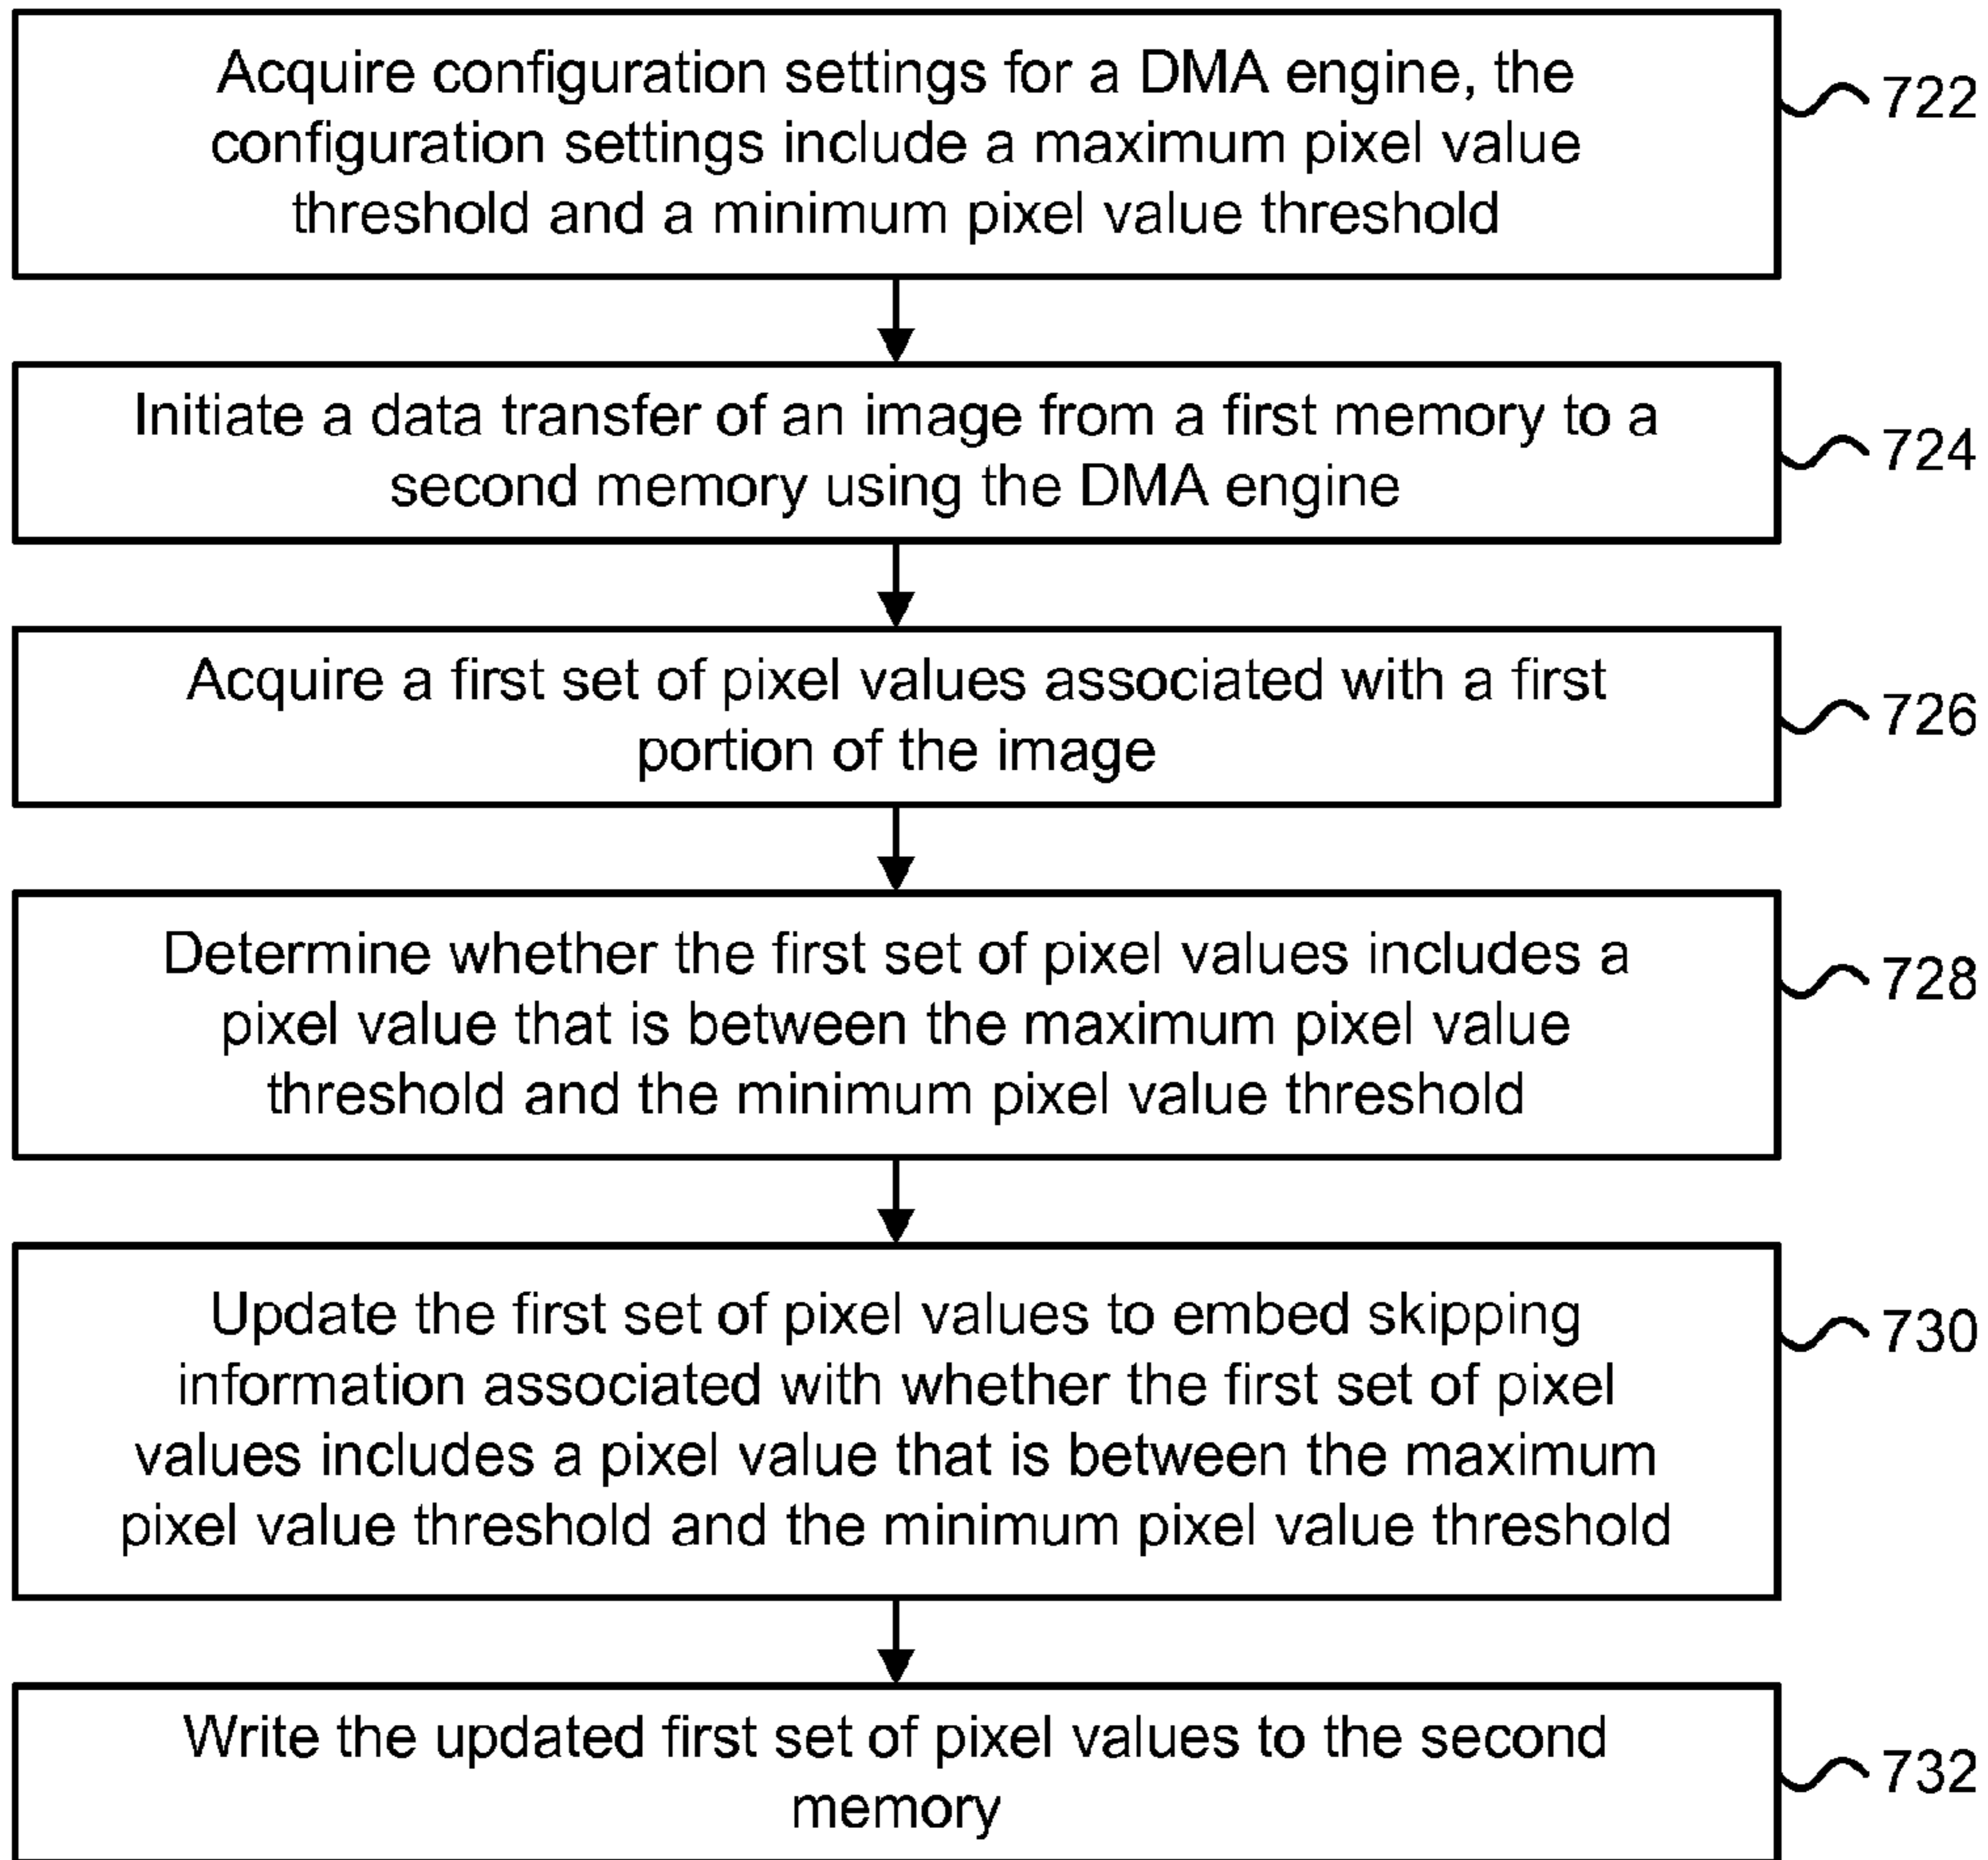 Acquire configuration settings for a DMA engine, the
configuration settings include a maximum pixel value
threshold and a minimum pixel value threshold
722
Initiate a data transfer of an image from a first memory to a
second memory using the DMA engine
724
Acquire a first set of pixel values associated with a first
portion of the image
726
Determine whether the first set of pixel values includes a
pixel value that is between the maximum pixel value
threshold and the minimum pixel value threshold
728
Update the first set of pixel values to embed skipping
information associated with whether the first set of pixel
values includes a pixel value that is between the maximum
pixel value threshold and the minimum pixel value threshold
730
Write the updated first set of pixel values to the second
memory
732